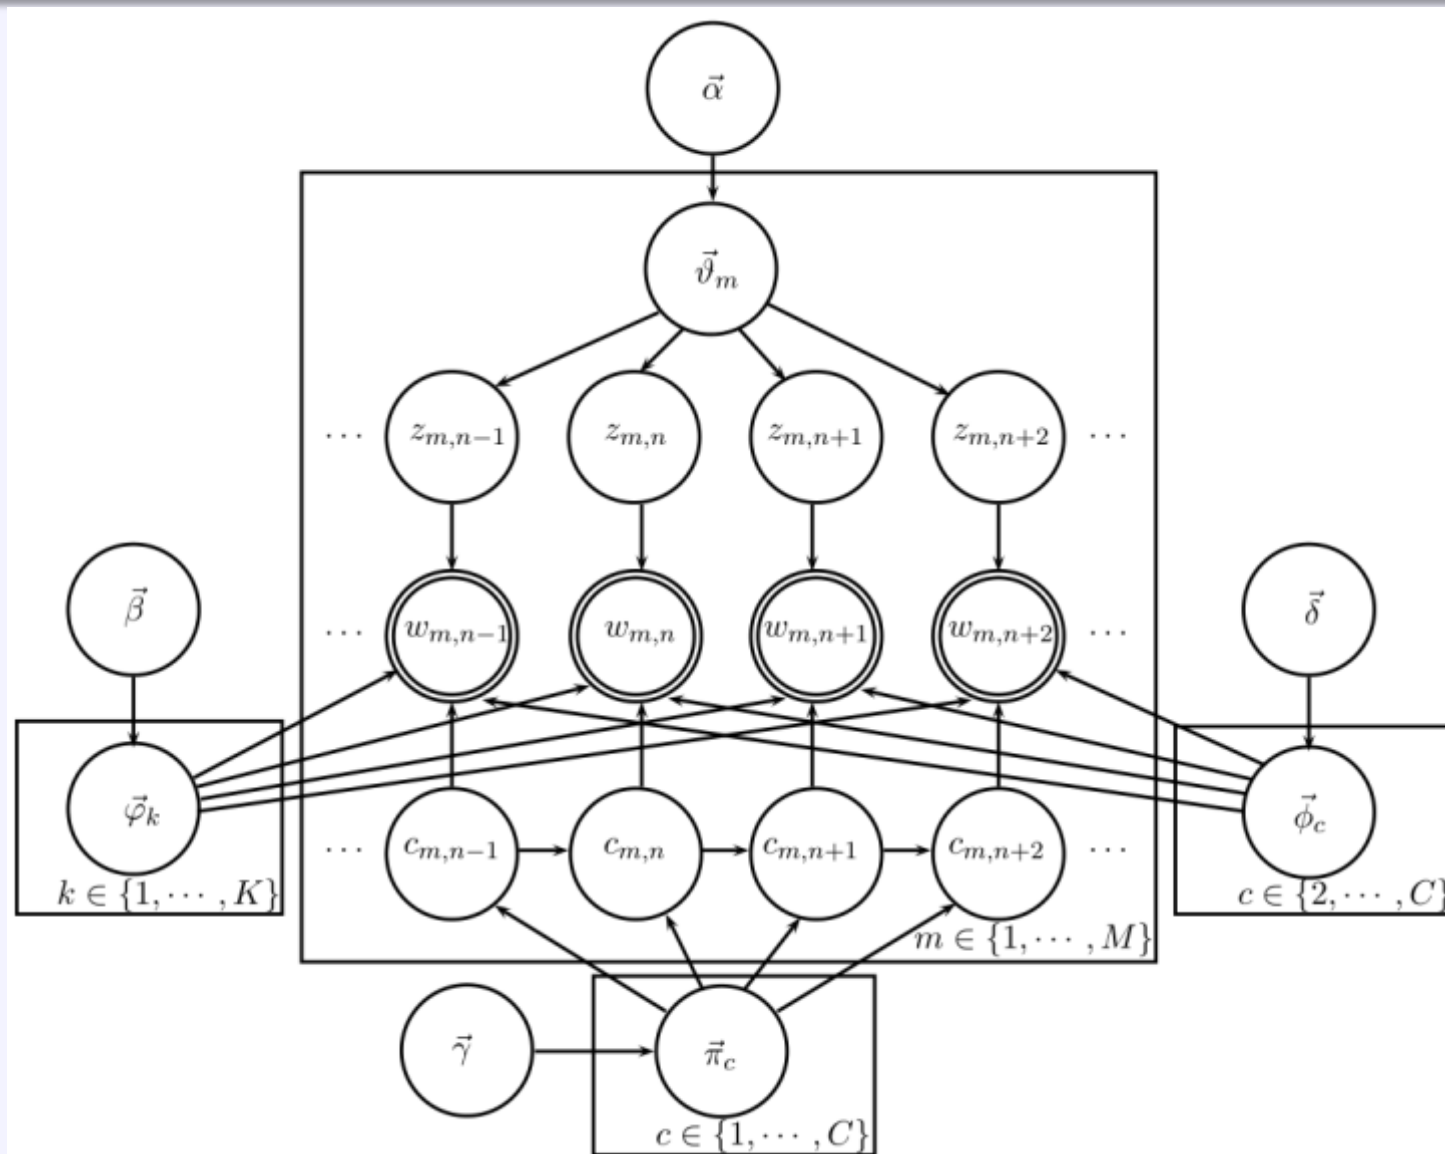 α⃗
ϑ⃗_m
⋯ z_{m,n−1} z_{m,n} z_{m,n+1} z_{m,n+2} ⋯
β⃗
δ⃗
⋯ w_{m,n−1} w_{m,n} w_{m,n+1} w_{m,n+2} ⋯
φ⃗_k
ϕ⃗_c
⋯ c_{m,n−1} c_{m,n} c_{m,n+1} c_{m,n+2} ⋯
k ∈ {1, ⋯ , K}
c ∈ {2, ⋯ , C}
m ∈ {1, ⋯ , M}
γ⃗
π⃗_c
c ∈ {1, ⋯ , C}